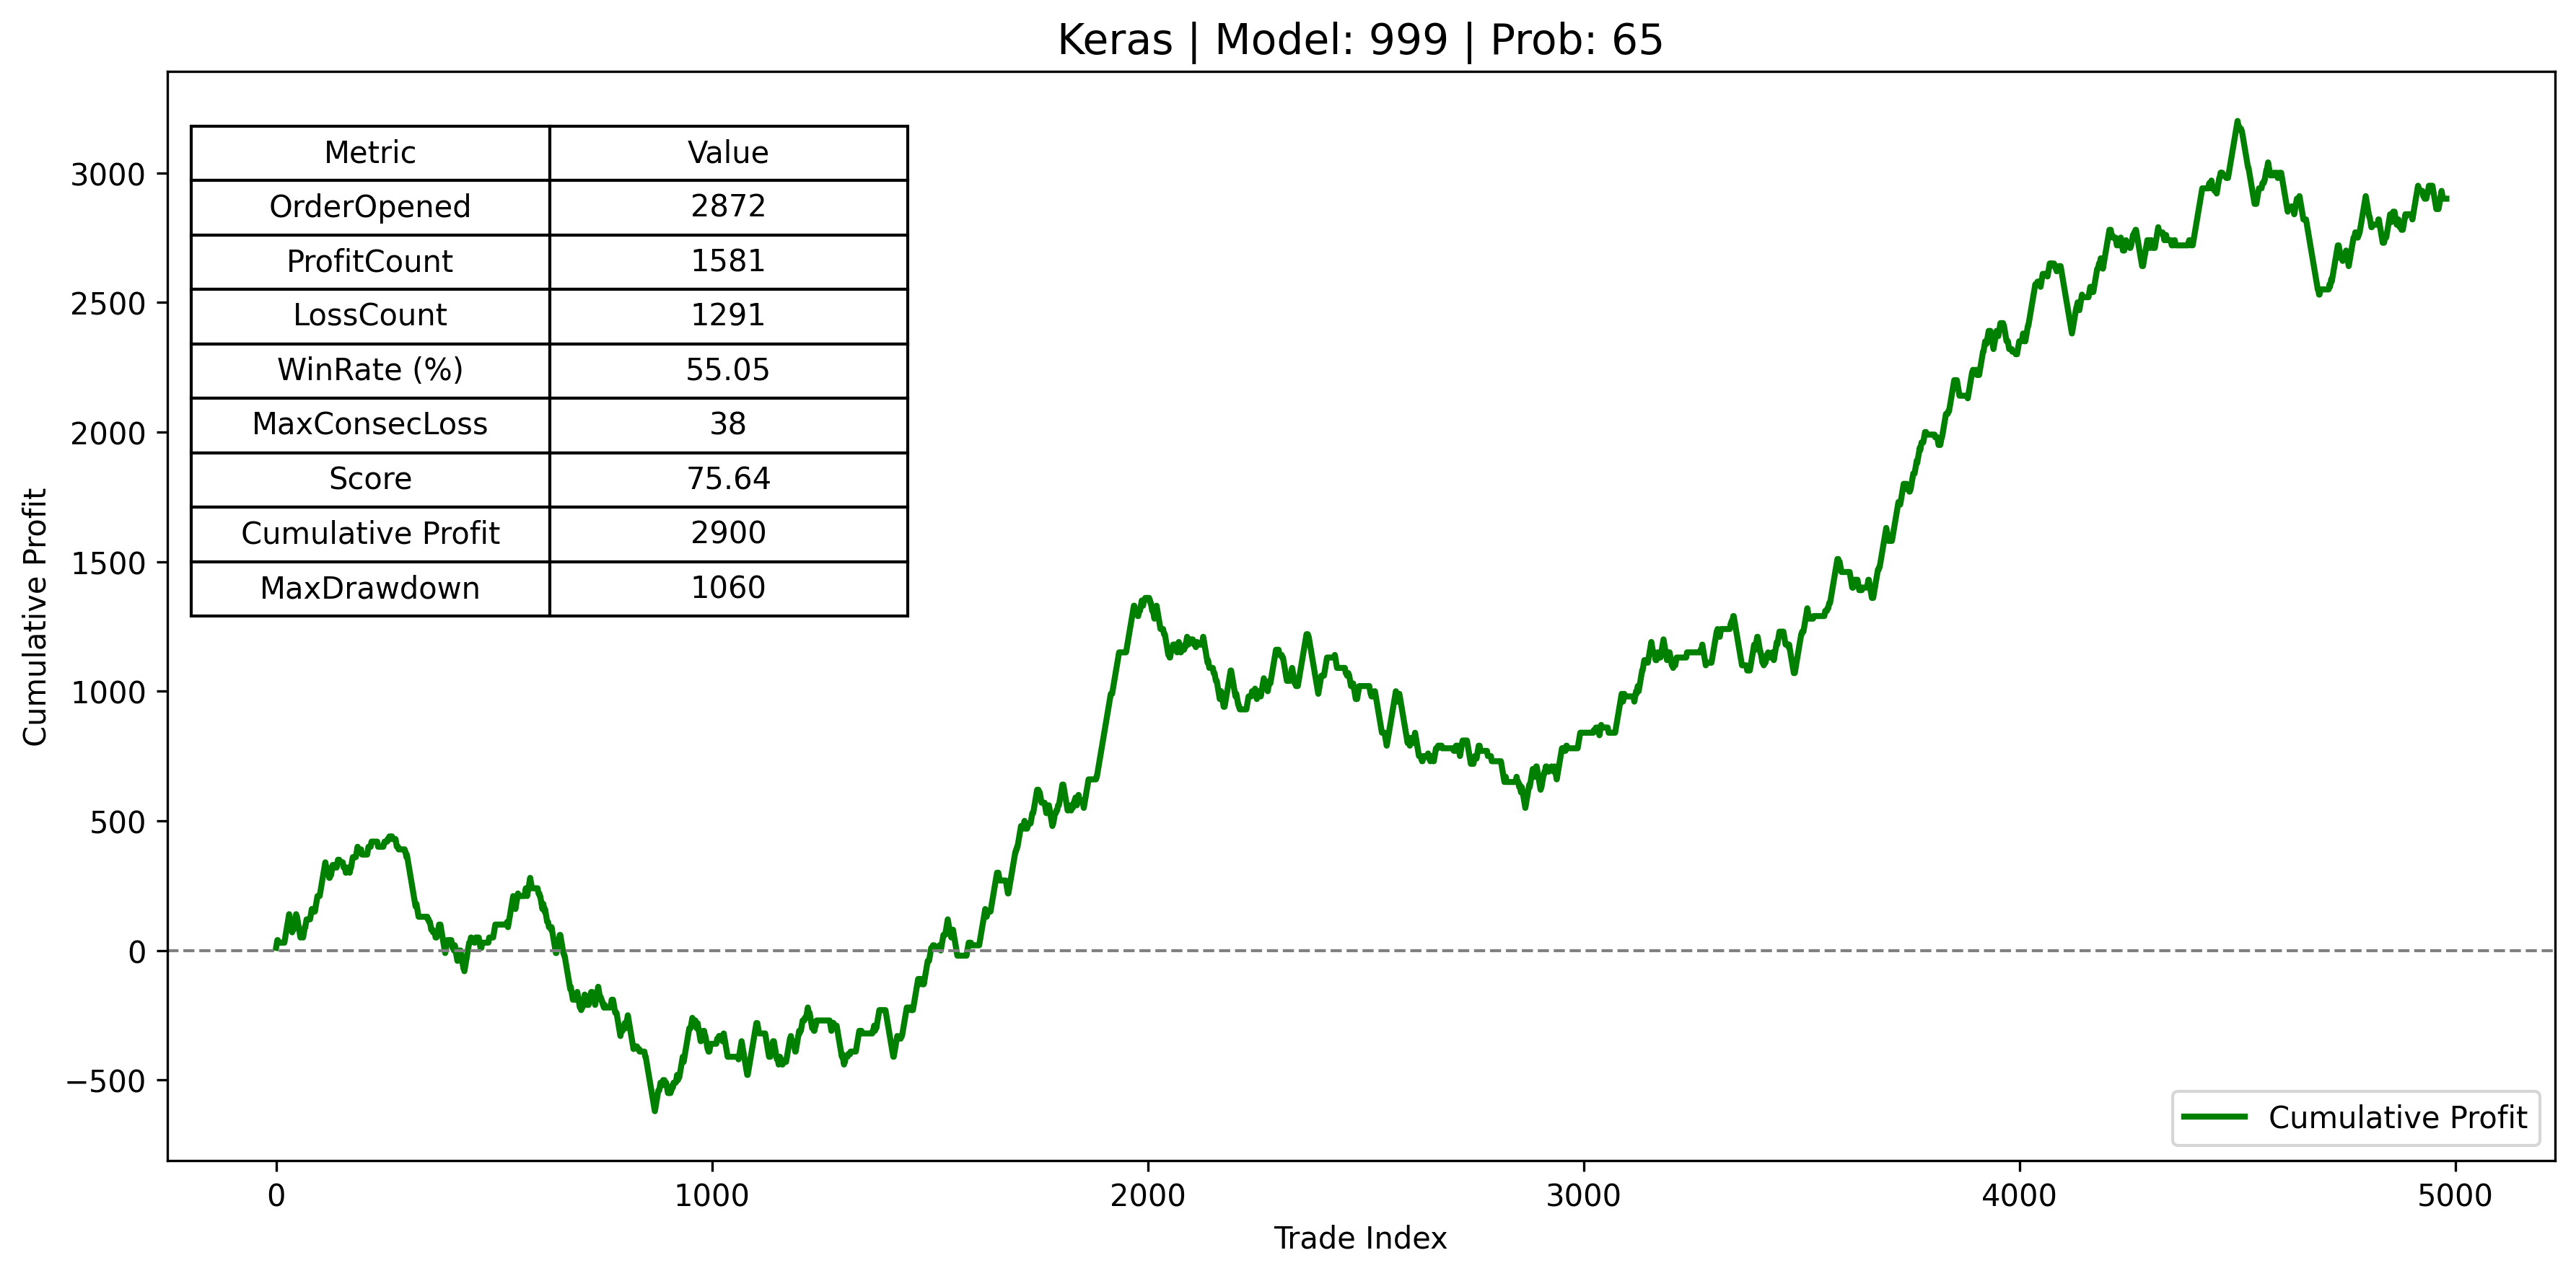 Keras | Model: 999 | Prob: 65
Metric Value
OrderOpened 2872
ProfitCount 1581
LossCount 1291
WinRate (%) 55.05
MaxConsecLoss 38
Score 75.64
Cumulative Profit 2900
MaxDrawdown 1060
Cumulative Profit
3000
2500
2000
1500
1000
500
0
−500
0 1000 2000 3000 4000 5000
Trade Index
Cumulative Profit